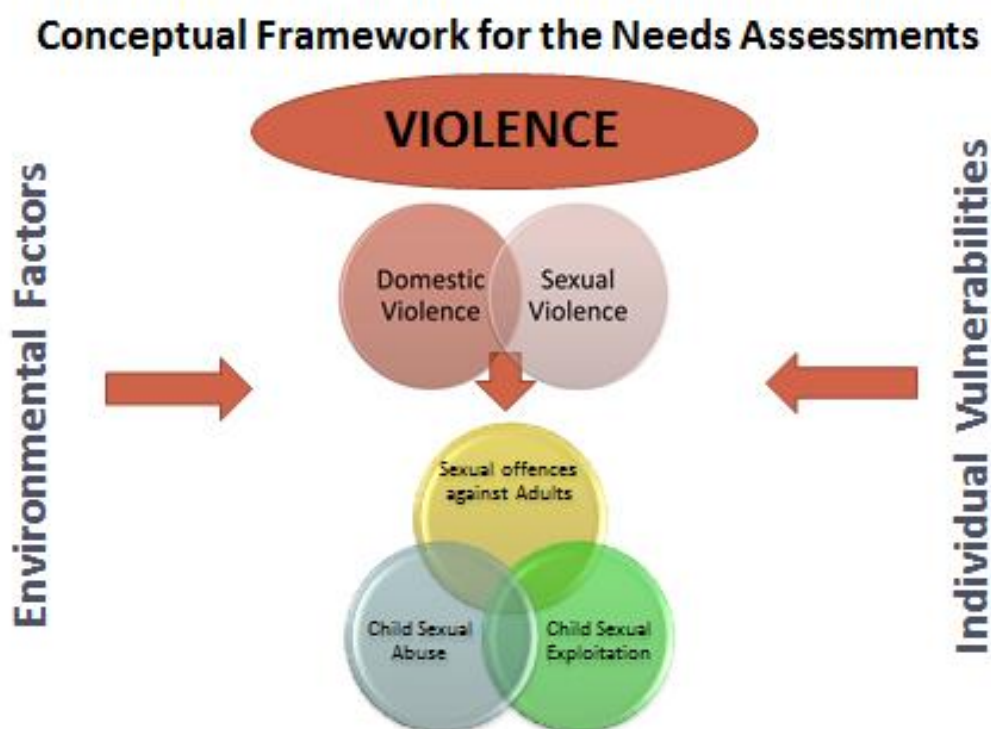 Conceptual Framework for the Needs Assessments
VIOLENCE
Environmental Factors
Individual Vulnerabilities
Domestic
Violence
Sexual
Violence
Sexual offences
against Adults
Child Sexual
Abuse
Child Sexual
Exploitation